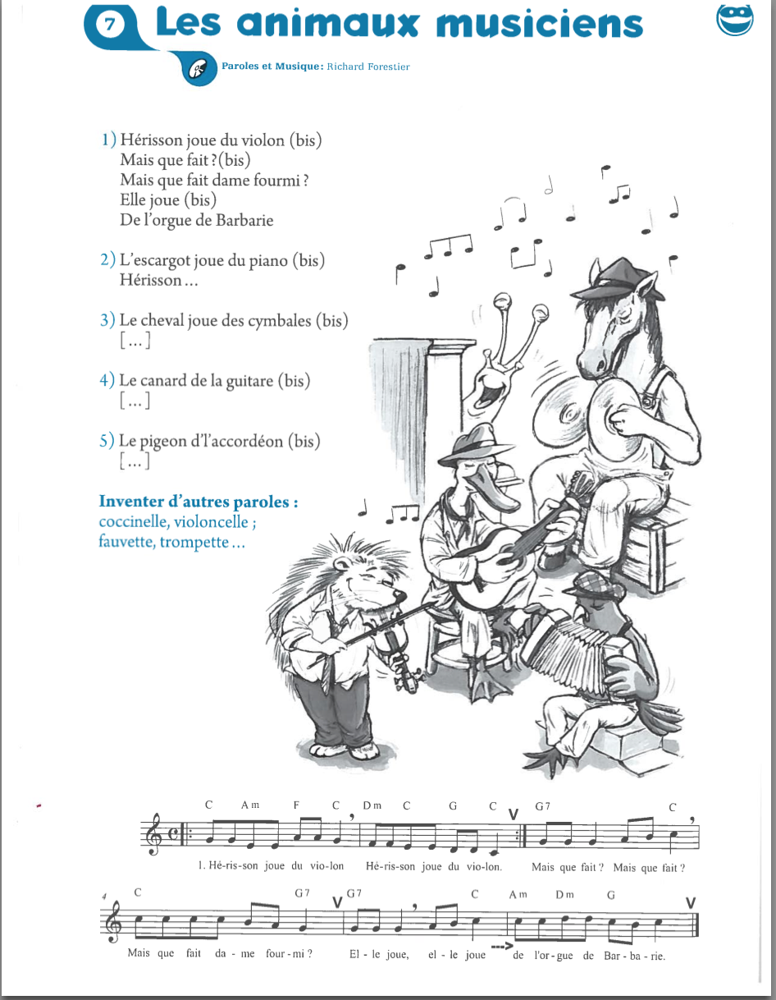 7 Les animaux musiciens
Paroles et Musique : Richard Forestier
1) Hérisson joue du violon (bis)
Mais que fait ?(bis)
Mais que fait dame fourmi ?
Elle joue (bis)
De l'orgue de Barbarie
2) L'escargot joue du piano (bis)
Hérisson...
3) Le cheval joue des cymbales (bis)
[...]
4) Le canard de la guitare (bis)
[...]
5) Le pigeon d'l'accordéon (bis)
[...]
Inventer d'autres paroles :
coccinelle, violoncelle ;
fauvette, trompette...
C Am F C Dm C G C V G7 C
1. Hé-ris-son joue du vio-lon Hé-ris-son joue du vio-lon. Mais que fait ? Mais que fait ?
4 C G7 V G7 C Am Dm G V
Mais que fait da - me four-mi ? El - le joue, el - le joue ---> de l'or-gue de Bar-ba-rie.